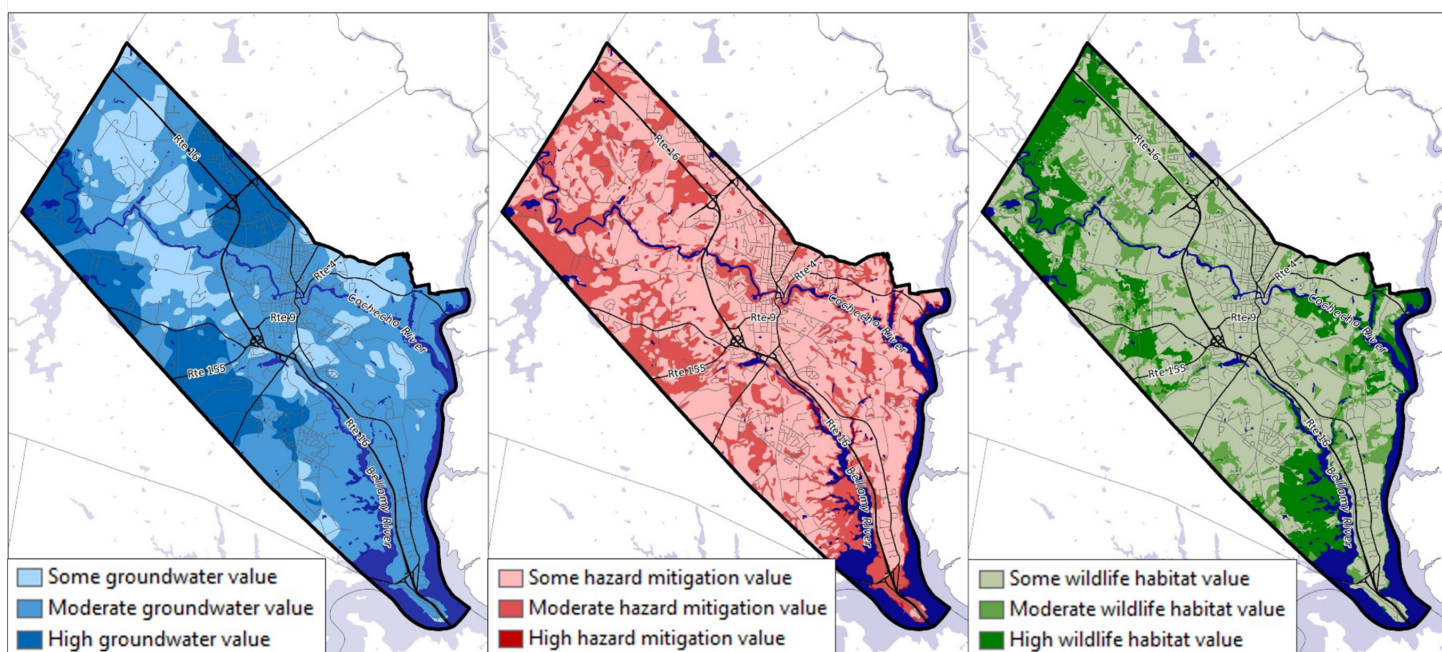 Rte 16
Rte 4
Cochecho River
Rte 9
Rte 155
Rte 16
Bellamy River
Some groundwater value
Moderate groundwater value
High groundwater value
Rte 16
Rte 4
Cochecho River
Rte 9
Rte 155
Rte 16
Bellamy River
Some hazard mitigation value
Moderate hazard mitigation value
High hazard mitigation value
Rte 16
Rte 4
Cochecho River
Rte 9
Rte 155
Rte 16
Bellamy River
Some wildlife habitat value
Moderate wildlife habitat value
High wildlife habitat value